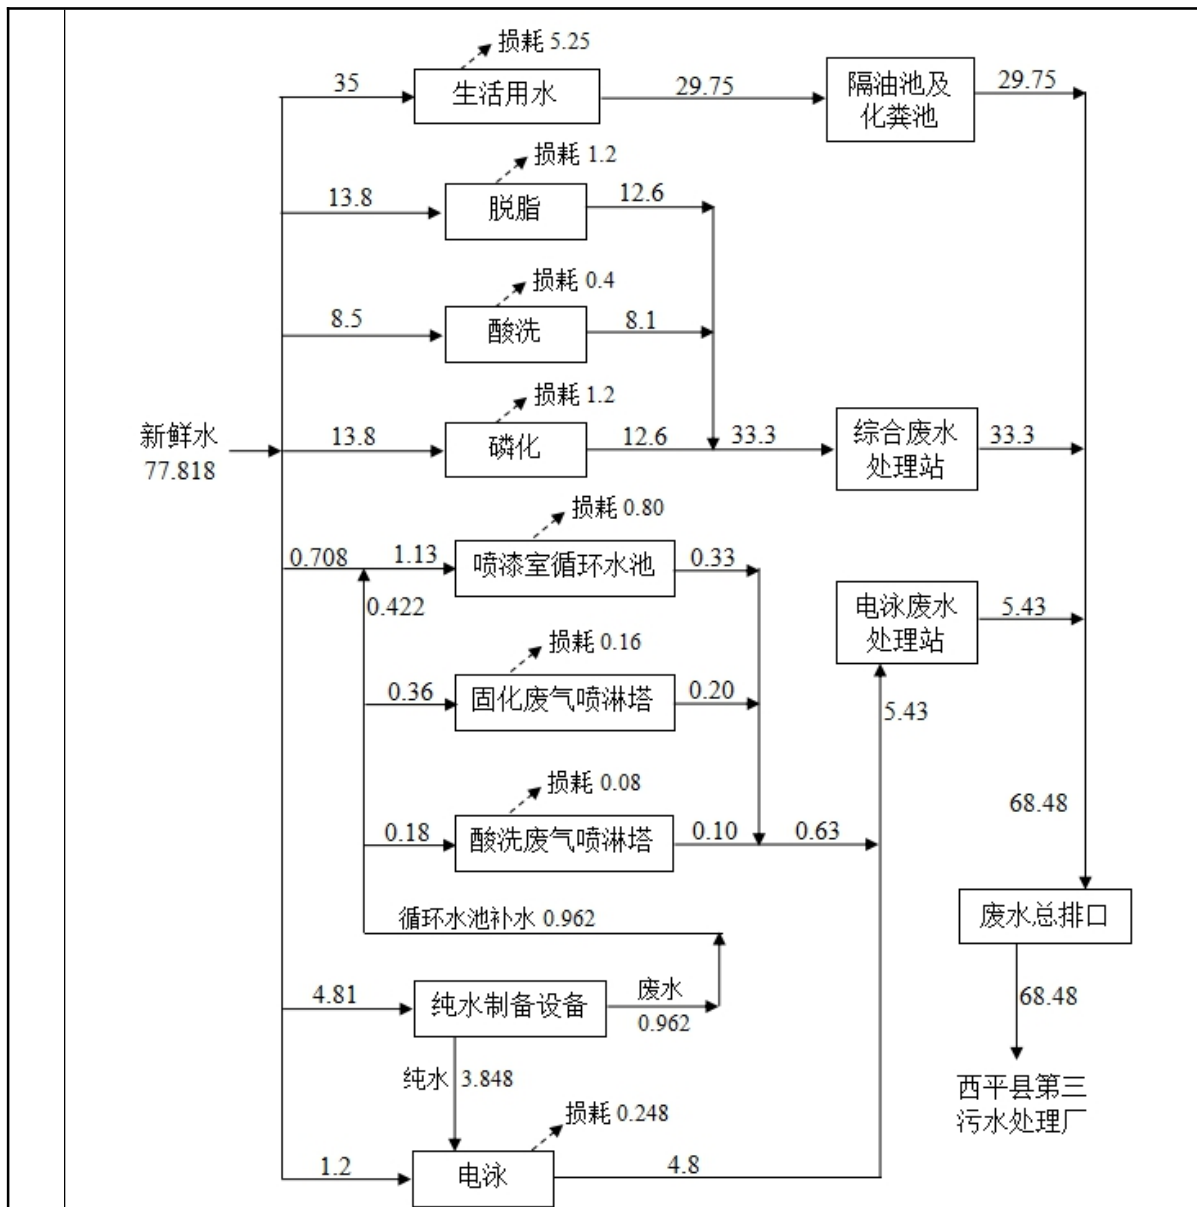 损耗 5.25
35
生活用水
29.75
隔油池及
化粪池
29.75
损耗 1.2
13.8
脱脂
12.6
损耗 0.4
8.5
酸洗
8.1
损耗 1.2
新鲜水
77.818
13.8
磷化
12.6
33.3
综合废水
处理站
33.3
损耗 0.80
0.708
1.13
喷漆室循环水池
0.33
0.422
电泳废水
处理站
5.43
损耗 0.16
0.36
固化废气喷淋塔
0.20
5.43
损耗 0.08
0.18
酸洗废气喷淋塔
0.10
0.63
68.48
循环水池补水 0.962
废水总排口
4.81
纯水制备设备
废水
0.962
68.48
纯水 3.848
西平县第三
污水处理厂
损耗 0.248
1.2
电泳
4.8